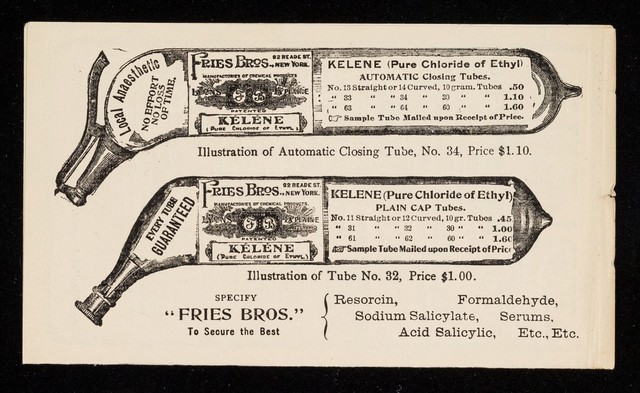 Local Anaesthetic
NO EFFORT
NO LOSS
OF TIME.
FRIES BROS., 92 READE ST. NEW YORK.
MANUFACTURERS OF CHEMICAL PRODUCTS
LYONS
PATENTED
KÉLÈNE
(PURE CHLORIDE OF ETHYL)
KELENE (Pure Chloride of Ethyl)
AUTOMATIC Closing Tubes.
No. 13 Straight or 14 Curved, 10 gram. Tubes .50
" 33 " " 34 " 30 " " 1.10
" 63 " " 64 " 60 " " 1.60
☞ Sample Tube Mailed upon Receipt of Price.
Illustration of Automatic Closing Tube, No. 34, Price $1.10.
EVERY TUBE
GUARANTEED
FRIES BROS., 92 READE ST. NEW YORK.
MANUFACTURERS OF CHEMICAL PRODUCTS
LYONS
PATENTED
KÉLÈNE
(PURE CHLORIDE OF ETHYL)
KELENE (Pure Chloride of Ethyl)
PLAIN CAP Tubes.
No. 11 Straight or 12 Curved, 10 gr. Tubes .45
" 31 " " 32 " 30 " " 1.00
" 61 " " 62 " 60 " " 1.60
☞ Sample Tube Mailed upon Receipt of Price
Illustration of Tube No. 32, Price $1.00.
SPECIFY
"FRIES BROS."
To Secure the Best
Resorcin, Formaldehyde,
Sodium Salicylate, Serums,
Acid Salicylic, Etc., Etc.